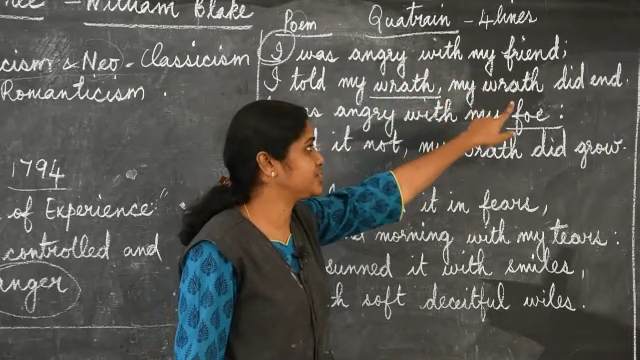 ree - William Blake
cism & Neo-Classicism
Romanticism.
1794
of Experience"
controlled and
anger
Poem Quatrain - 4 lines
I was angry with my friend;
I told my wrath, my wrath did end.
s angry with my foe :
it not, my wrath did grow.
it in fears,
morning with my tears :
sunned it with smiles,
h soft deceitful wiles.